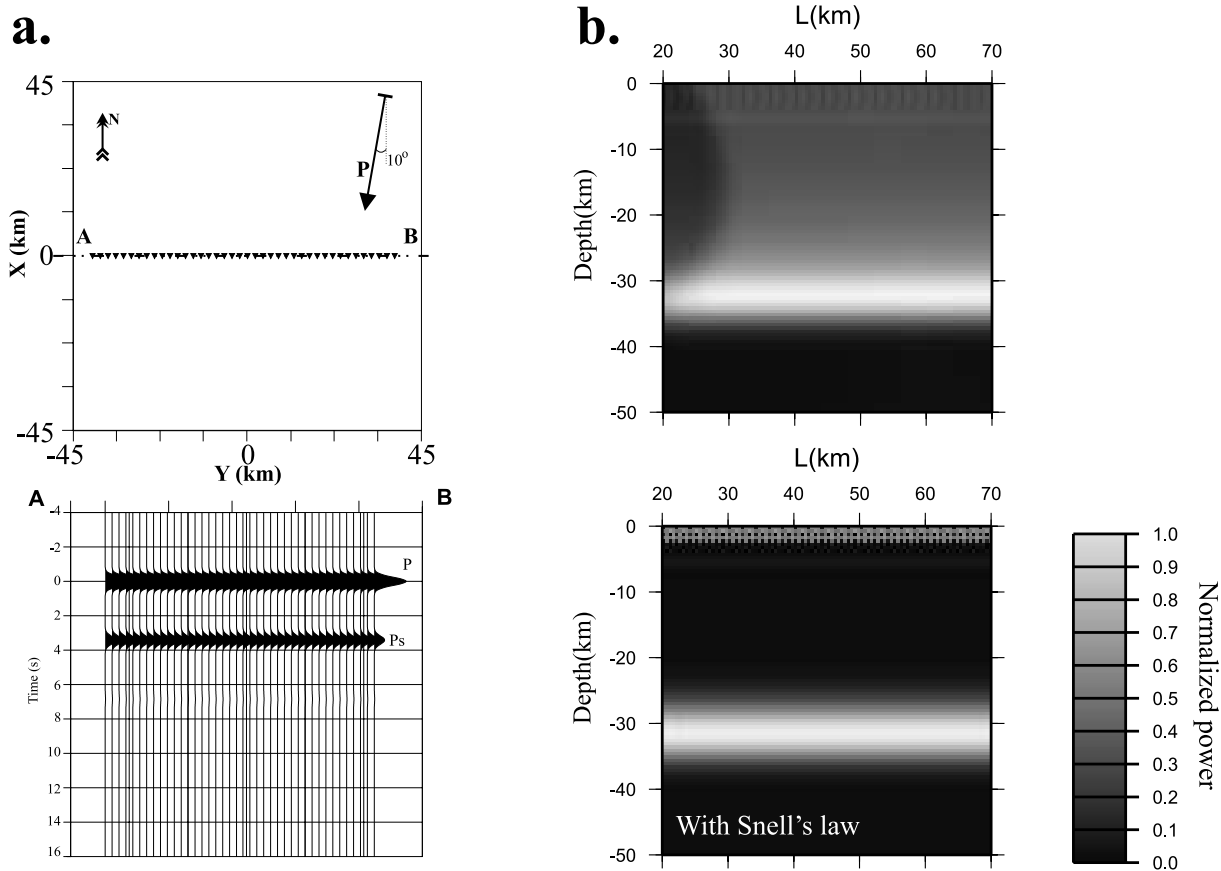 a.
45
N
P
10°
A
B
X (km)
0
-45
-45
0
45
Y (km)
A
B
-4
-2
0
2
4
6
8
10
12
14
16
Time (s)
P
Ps
b.
L(km)
20 30 40 50 60 70
0
-10
-20
-30
-40
-50
Depth(km)
L(km)
20 30 40 50 60 70
0
-10
-20
-30
-40
-50
Depth(km)
With Snell's law
1.0
0.9
0.8
0.7
0.6
0.5
0.4
0.3
0.2
0.1
0.0
Normalized power